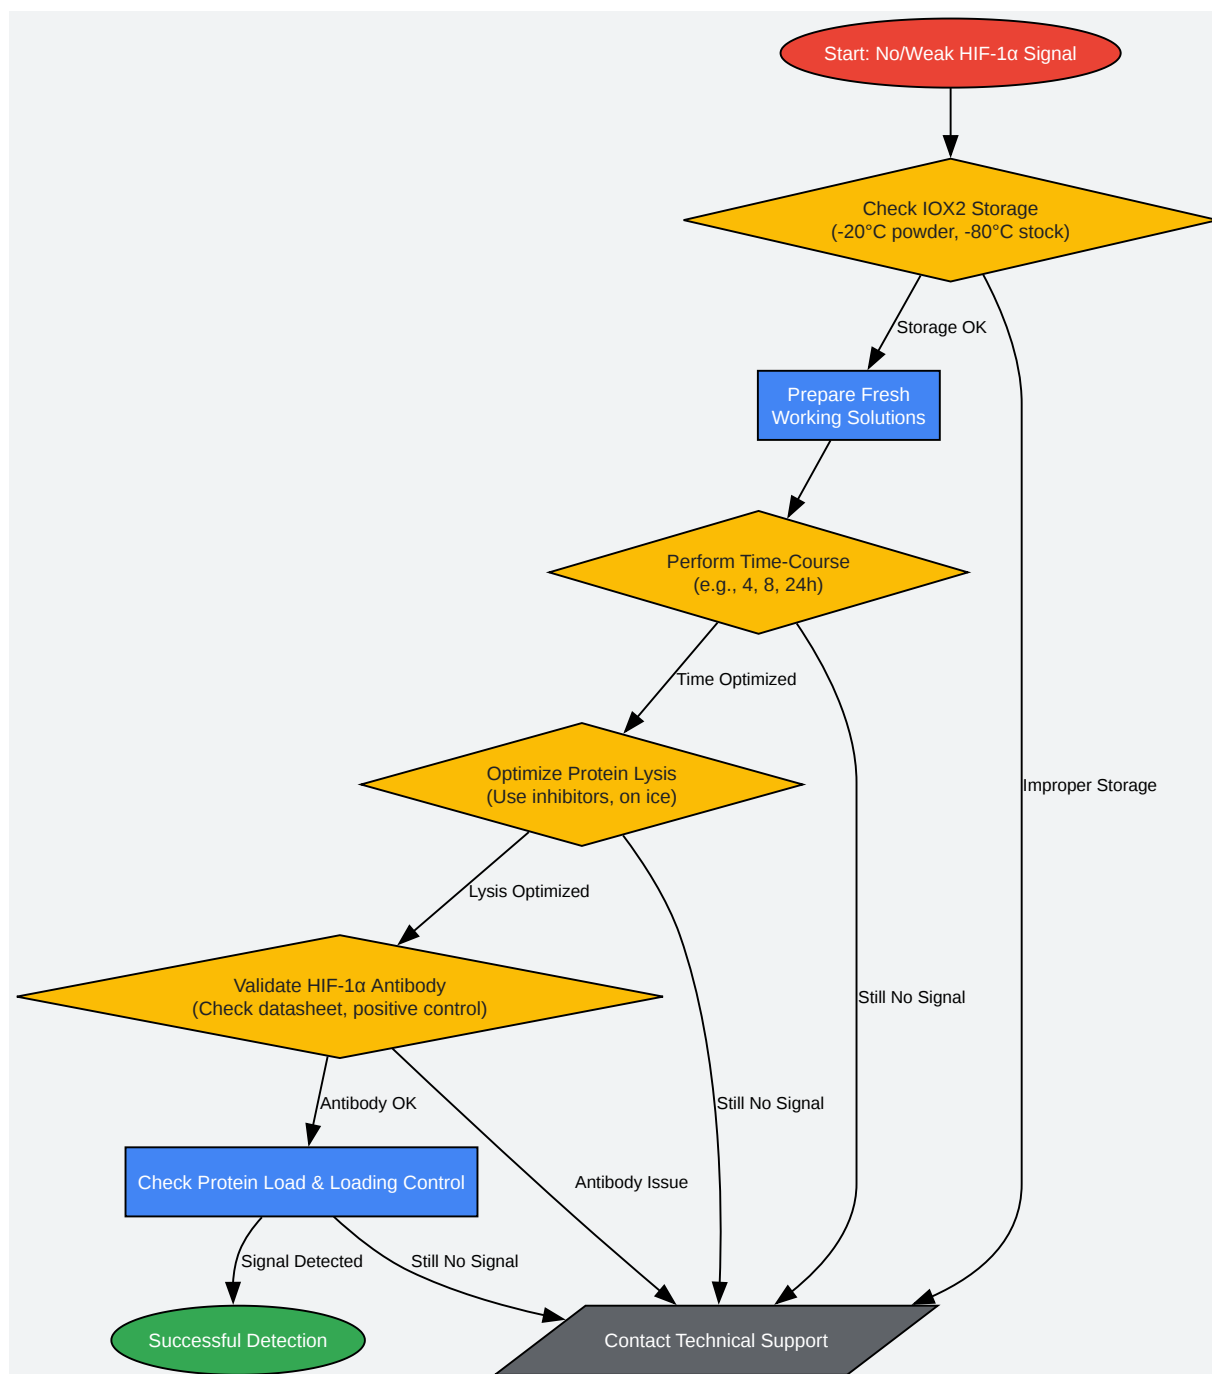 Start: No/Weak HIF-1α Signal
Check IOX2 Storage
(-20°C powder, -80°C stock)
Storage OK
Prepare Fresh
Working Solutions
Perform Time-Course
(e.g., 4, 8, 24h)
Time Optimized
Optimize Protein Lysis
(Use inhibitors, on ice)
Improper Storage
Lysis Optimized
Validate HIF-1α Antibody
(Check datasheet, positive control)
Still No Signal
Antibody OK
Still No Signal
Check Protein Load & Loading Control
Antibody Issue
Signal Detected
Still No Signal
Successful Detection
Contact Technical Support